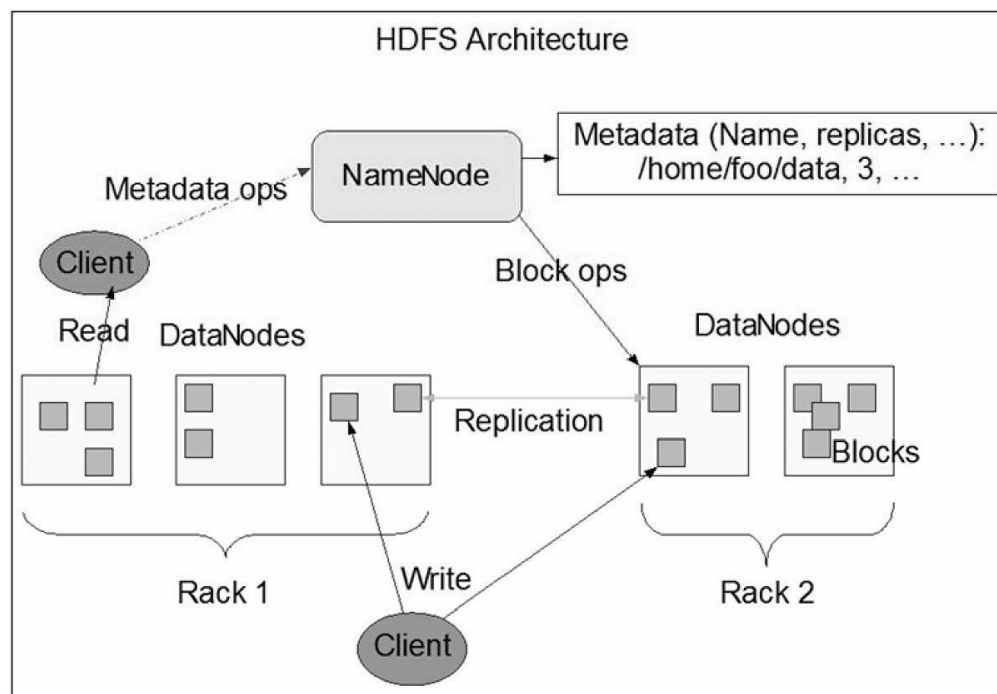 HDFS Architecture
Metadata (Name, replicas, …):
/home/foo/data, 3, …
NameNode
Metadata ops
Client
Block ops
Read
DataNodes
DataNodes
Replication
Blocks
Rack 1
Write
Rack 2
Client